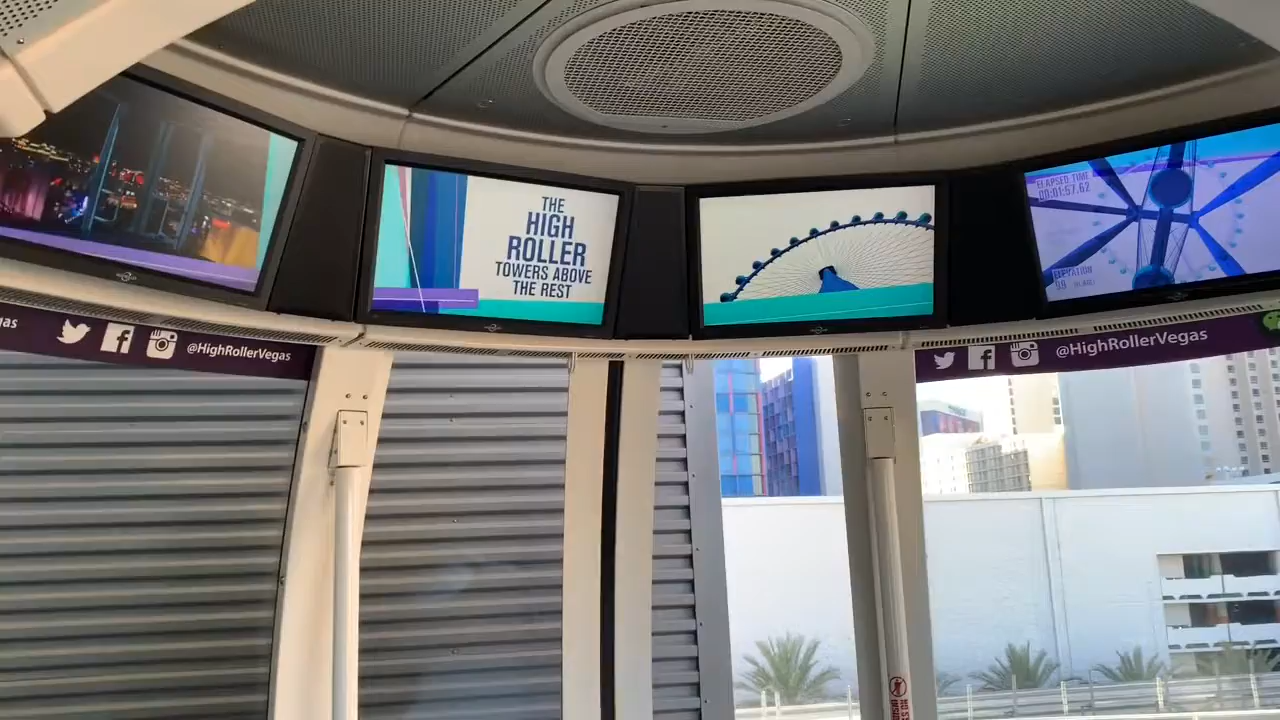 THE
HIGH
ROLLER
TOWERS ABOVE
THE REST
ELAPSED TIME
00:01:57.62
ELEVATION
@HighRollerVegas
@HighRollerVegas